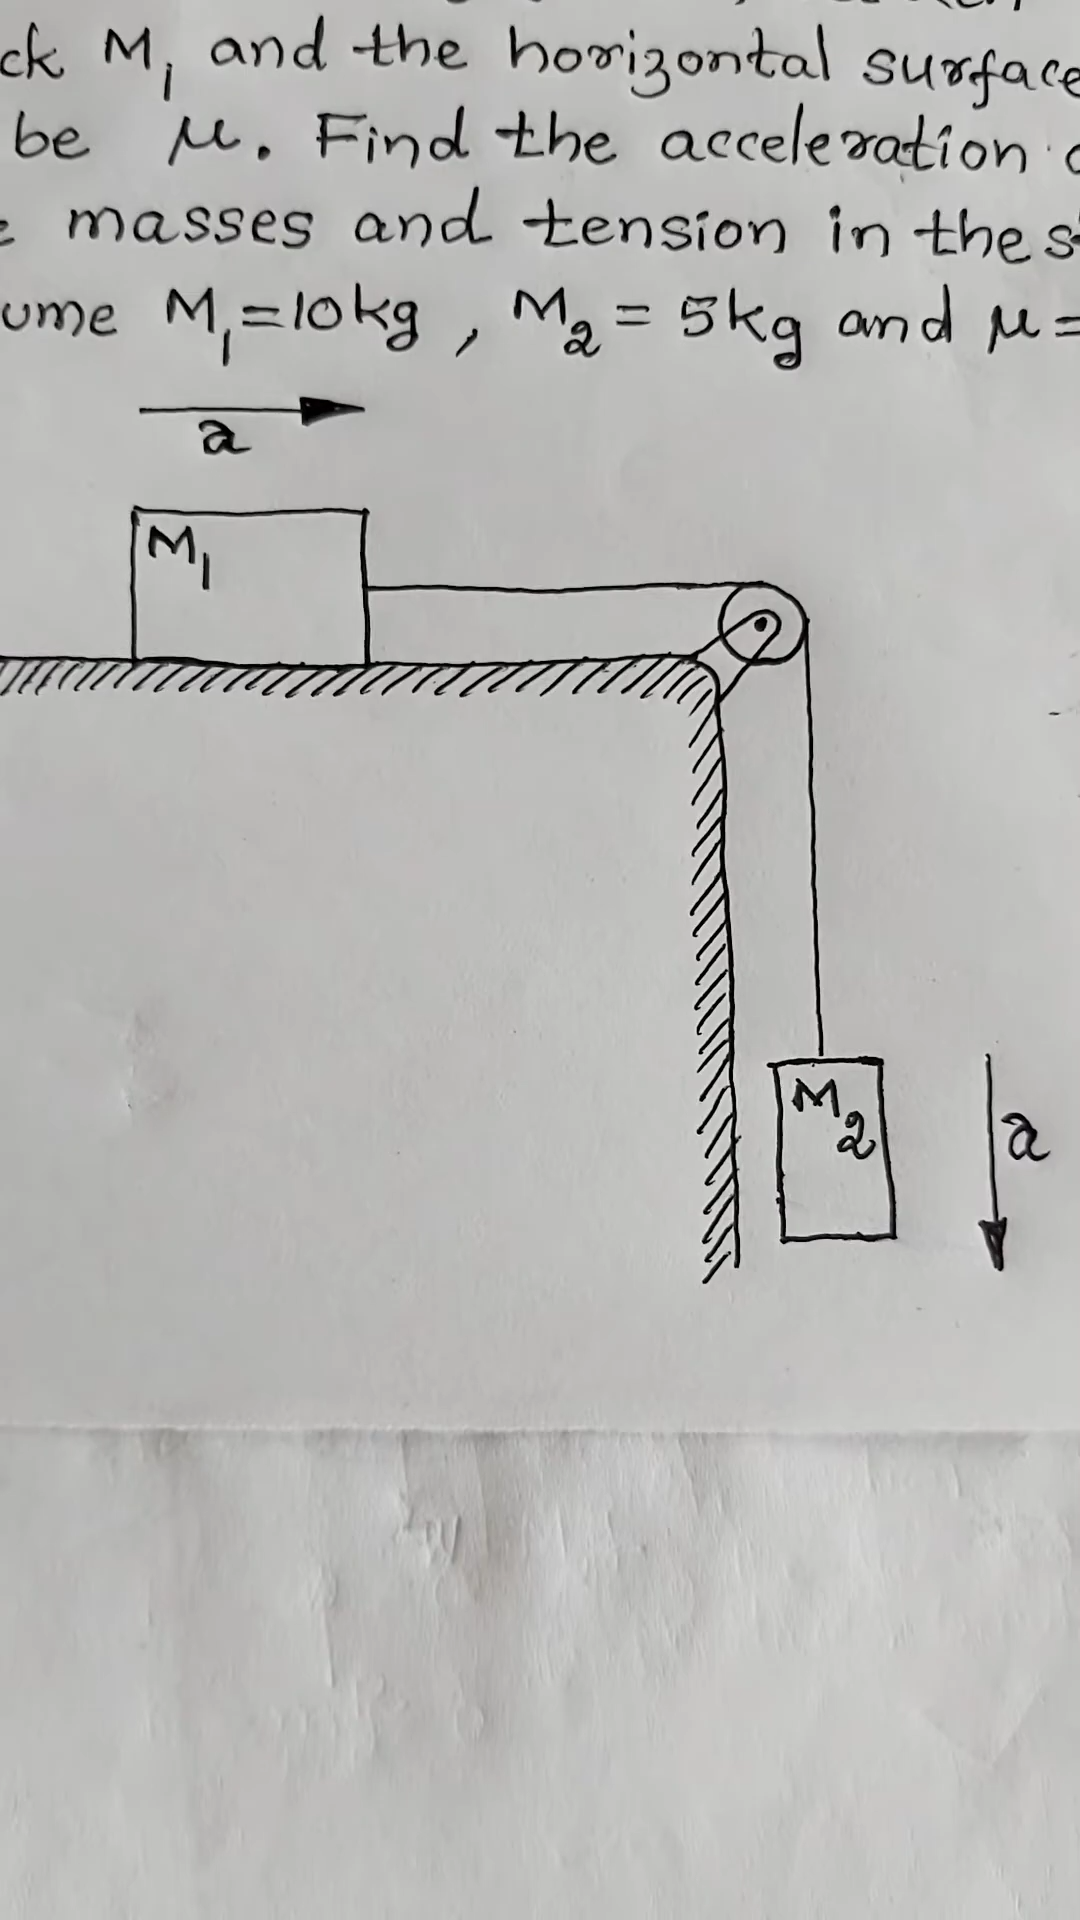 ck M₁ and the horizontal surface
be μ. Find the acceleration
masses and tension in the s
ume M₁=10kg, M₂ = 5kg and μ=
a
M₁
M₂
a